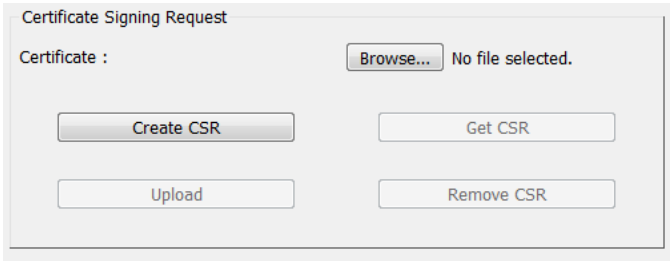 Certificate Signing Request
Certificate : Browse... No file selected.
Create CSR Get CSR
Upload Remove CSR